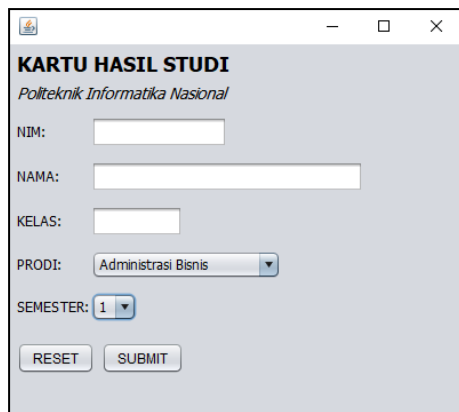 KARTU HASIL STUDI
Politeknik Informatika Nasional
NIM:
NAMA:
KELAS:
PRODI: Administrasi Bisnis
SEMESTER: 1
RESET SUBMIT